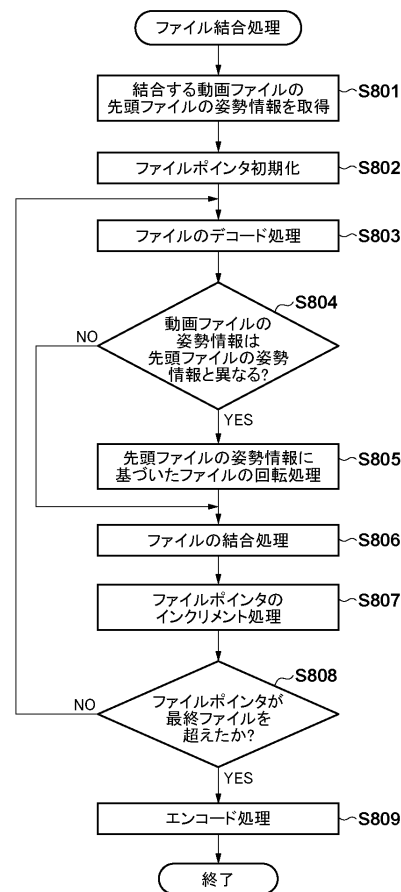 ファイル結合処理
結合する動画ファイルの
先頭ファイルの姿勢情報を取得
S801
ファイルポインタ初期化
S802
ファイルのデコード処理
S803
S804
動画ファイルの
姿勢情報は
先頭ファイルの姿勢
情報と異なる?
NO
YES
先頭ファイルの姿勢情報に
基づいたファイルの回転処理
S805
ファイルの結合処理
S806
ファイルポインタの
インクリメント処理
S807
S808
ファイルポインタが
最終ファイルを
超えたか?
NO
YES
エンコード処理
S809
終了